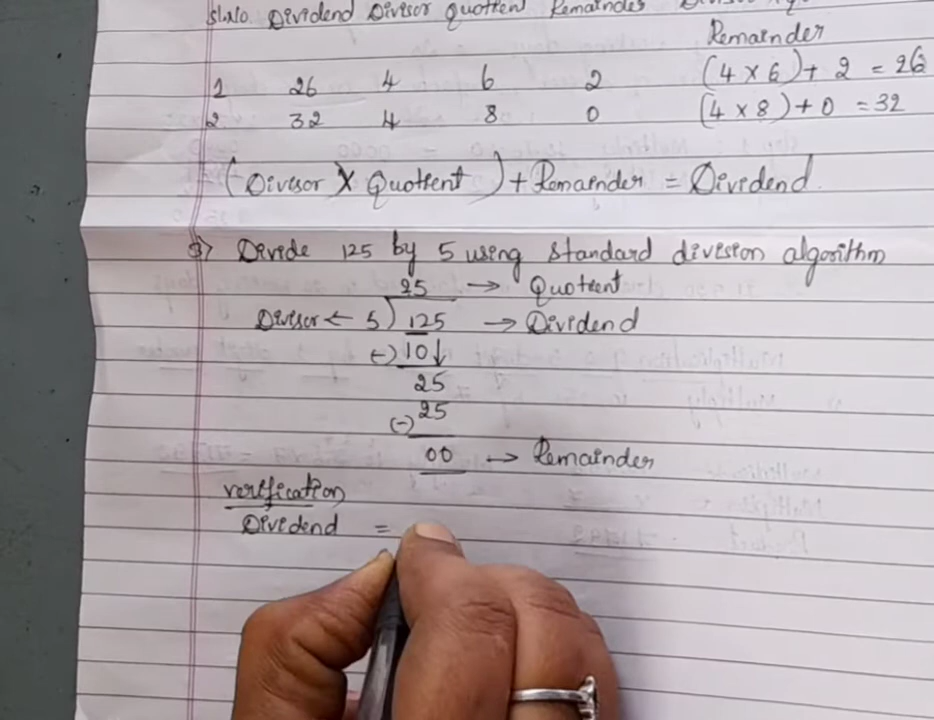 Sl.No. Dividend Divisor Quotient Remainder
Remainder
1 26 4 6 2 (4 × 6) + 2 = 26
2 32 4 8 0 (4 × 8) + 0 = 32
(Divisor X Quotient) + Remainder = Dividend.
Divide 125 by 5 using standard division algorithm
25 → Quotient
Divisor ← 5) 125 → Dividend
(-) 10↓
25
(-) 25
00 → Remainder
verification
Dividend =